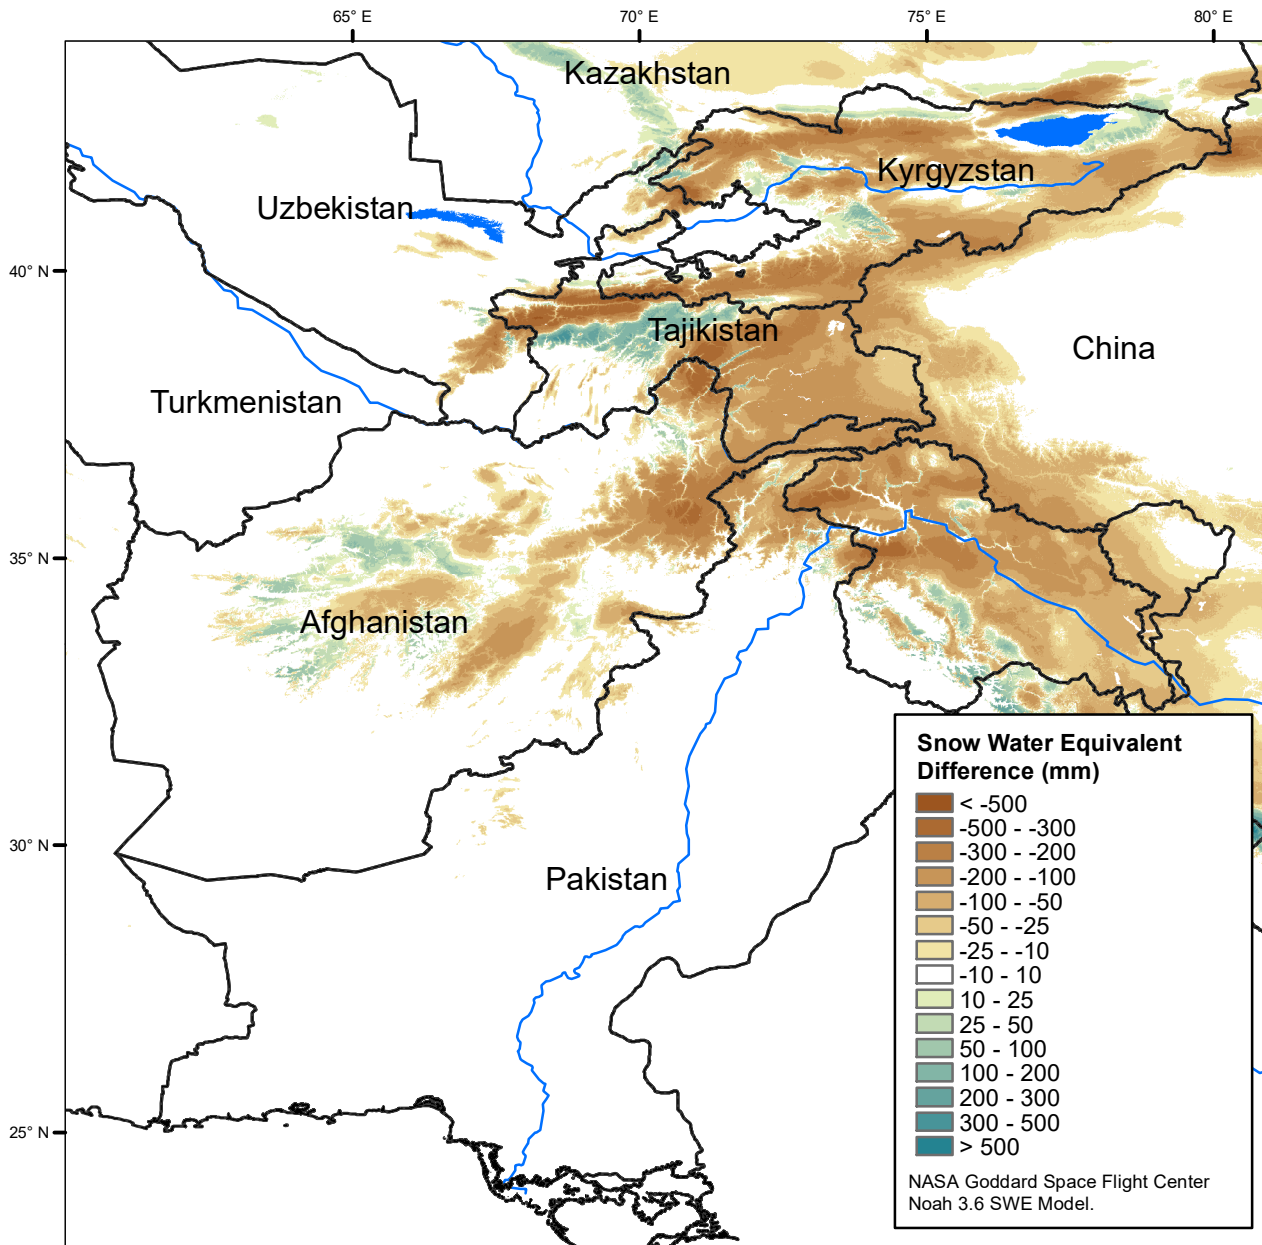 65° E
70° E
75° E
80° E
Kazakhstan
Kyrgyzstan
Uzbekistan
40° N
Tajikistan
China
Turkmenistan
35° N
Afghanistan
Snow Water Equivalent
Difference (mm)
< -500
-500 - -300
-300 - -200
-200 - -100
-100 - -50
-50 - -25
-25 - -10
-10 - 10
10 - 25
25 - 50
50 - 100
100 - 200
200 - 300
300 - 500
> 500
NASA Goddard Space Flight Center
Noah 3.6 SWE Model.
30° N
Pakistan
25° N